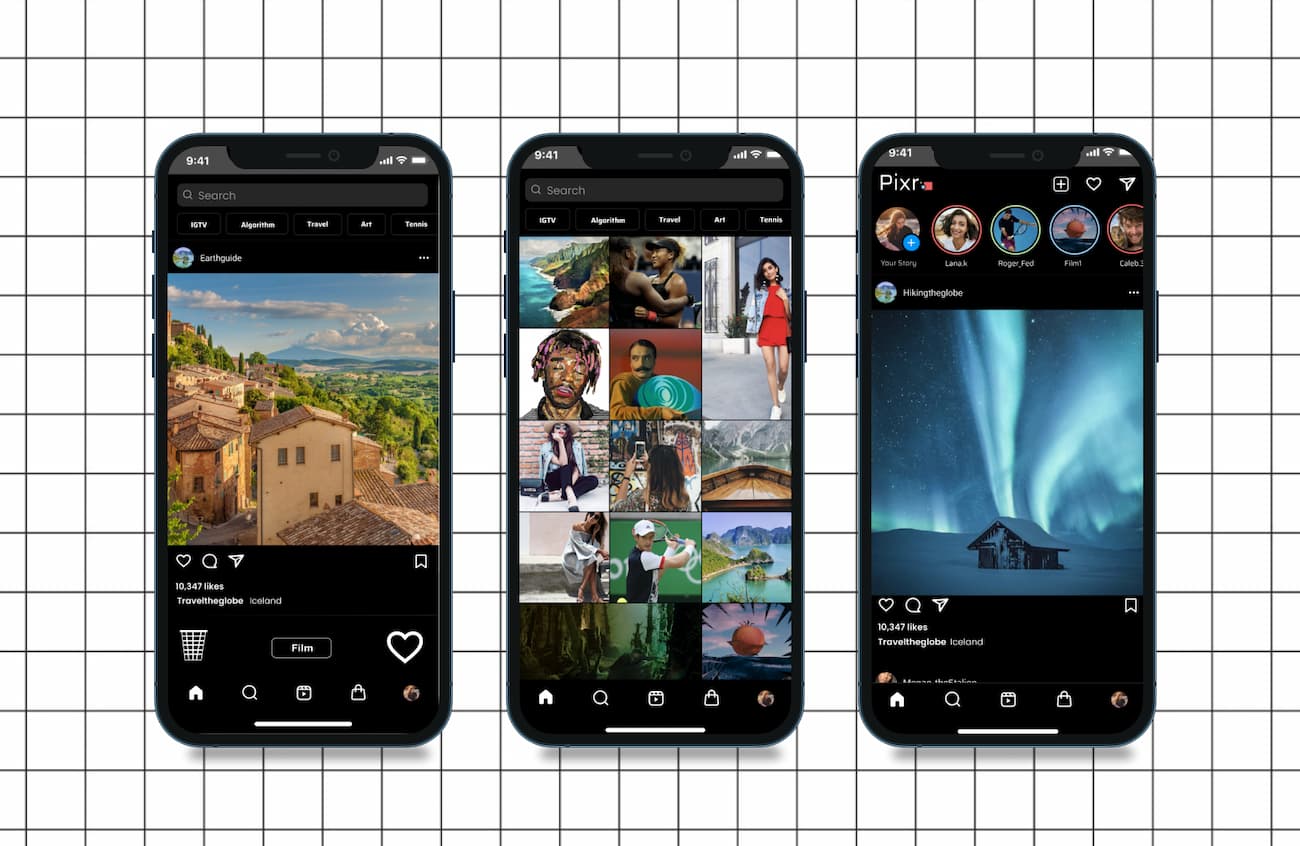 9:41
Search
IGTV Algorithm Travel Art Tennis
Earthguide
10,347 likes
Traveltheglobe Iceland
Film
9:41
Search
IGTV Algorithm Travel Art Tennis
9:41
Pixr
Your Story Lana.k Roger_Fed Film1 Caleb.
Hikingtheglobe
10,347 likes
Traveltheglobe Iceland
Megan_theStalion